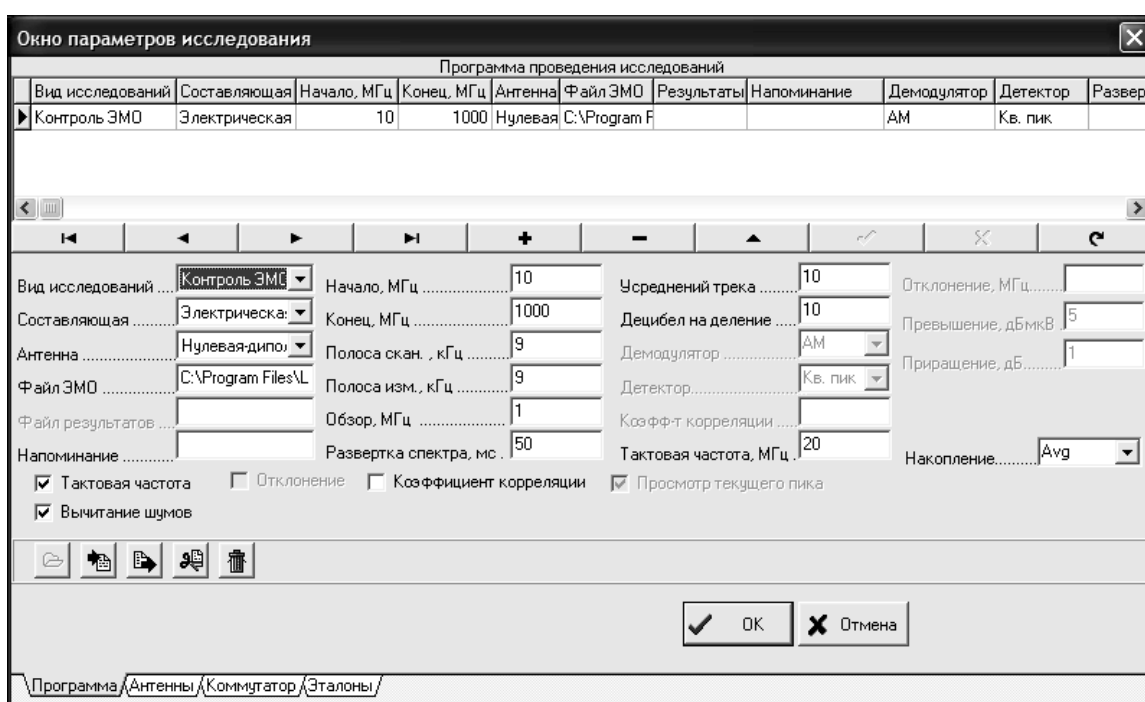 Окно параметров исследования
Программа проведения исследований
Вид исследований Составляющая Начало, МГц Конец, МГц Антенна Файл ЭМО Результаты Напоминание Демодулятор Детектор Развер
Контроль ЭМО Электрическая 10 1000 Нулевая C:\Program F АМ Кв. пик
Вид исследований .... Контроль ЭМО Начало, МГц .................... 10 Усреднений трека ........ 10 Отклонение, МГц.......
Составляющая .......... Электрическа: Конец, МГц .................... 1000 Децибел на деление ..... 10 Превышение, дБмкВ . 5
Антенна ..................... Нулевая-дипол Полоса скан. , кГц .......... 9 Демодулятор ................. АМ Приращение, дБ......... 1
Файл ЭМО ................. C:\Program Files\L Полоса изм., кГц ............ 9 Детектор........................ Кв. пик
Файл результатов .... Обзор, МГц .................... 1 Коэфф-т корреляции ....
Напоминание ............ Развертка спектра, мс . 50 Тактовая частота, МГц . 20 Накопление.......... Avg
Тактовая частота Отклонение Коэффициент корреляции Просмотр текущего пика
Вычитание шумов
OK Отмена
Программа Антенны Коммутатор Эталоны